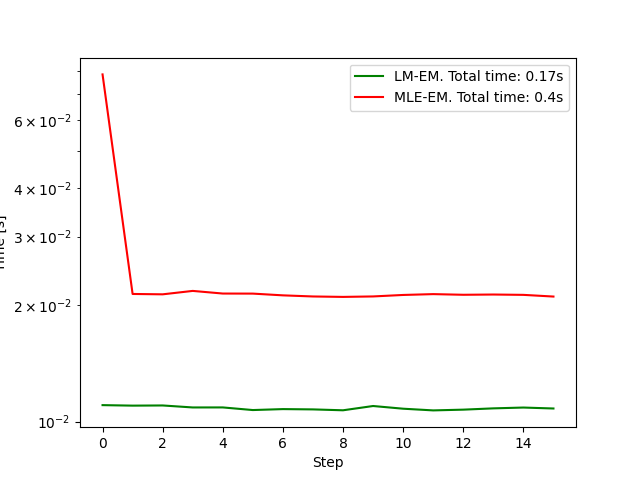 LM-EM. Total time: 0.17s
MLE-EM. Total time: 0.4s
6 × 10⁻²
4 × 10⁻²
3 × 10⁻²
2 × 10⁻²
10⁻²
0 2 4 6 8 10 12 14
Step